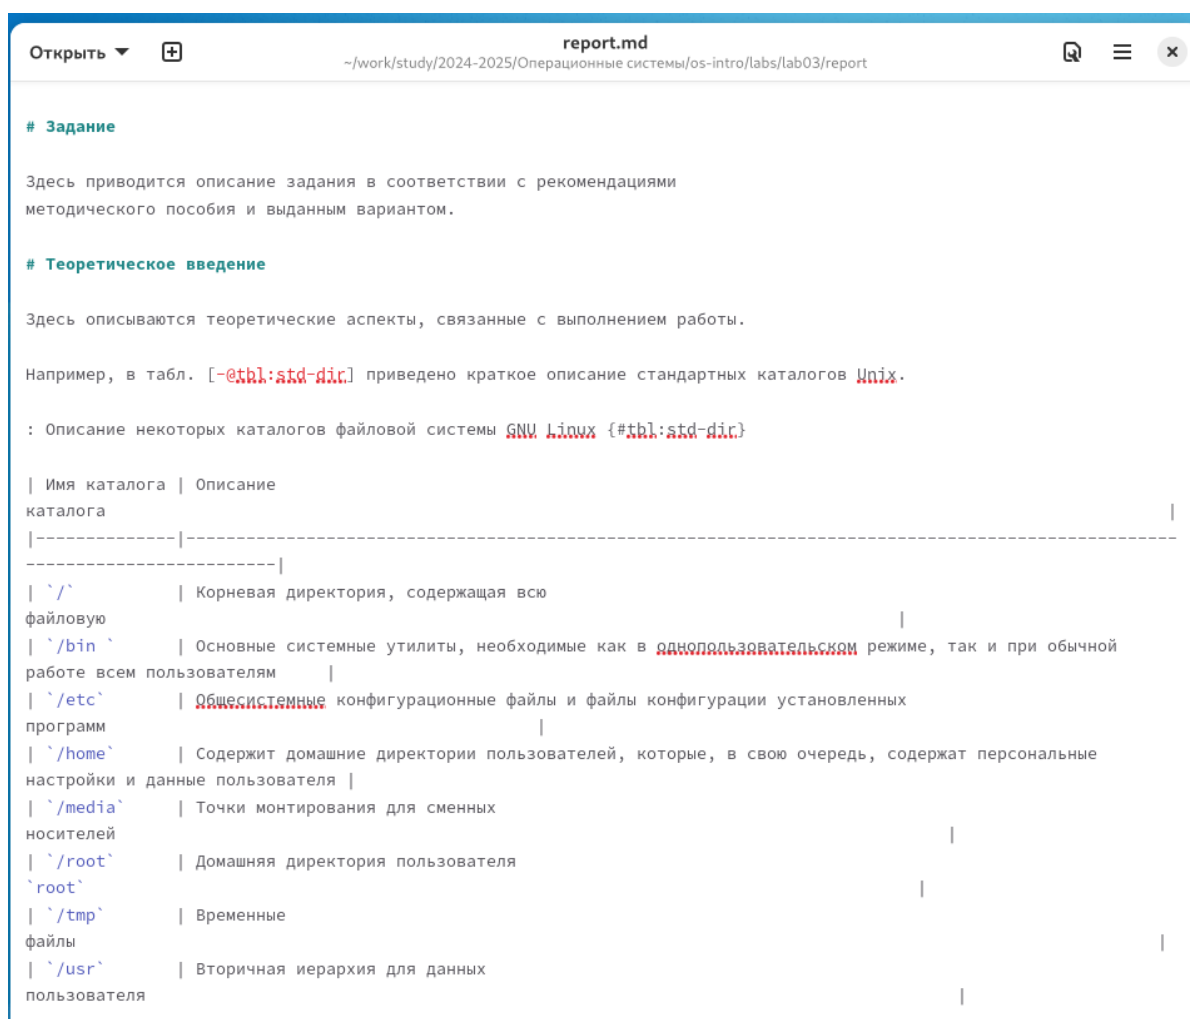 Открыть
report.md
~/work/study/2024-2025/Операционные системы/os-intro/labs/lab03/report
# Задание
Здесь приводится описание задания в соответствии с рекомендациями
методического пособия и выданным вариантом.
# Теоретическое введение
Здесь описываются теоретические аспекты, связанные с выполнением работы.
Например, в табл. [-@tbl:std-dir] приведено краткое описание стандартных каталогов Unix.
: Описание некоторых каталогов файловой системы GNU Linux {#tbl:std-dir}
| Имя каталога | Описание
каталога |
|--------------|---------------------------------------------------------------------------------------------------
-------------------------|
| `/` | Корневая директория, содержащая всю
файловую |
| `/bin ` | Основные системные утилиты, необходимые как в однопользовательском режиме, так и при обычной
работе всем пользователям |
| `/etc` | Общесистемные конфигурационные файлы и файлы конфигурации установленных
программ |
| `/home` | Содержит домашние директории пользователей, которые, в свою очередь, содержат персональные
настройки и данные пользователя |
| `/media` | Точки монтирования для сменных
носителей |
| `/root` | Домашняя директория пользователя
`root` |
| `/tmp` | Временные
файлы |
| `/usr` | Вторичная иерархия для данных
пользователя |